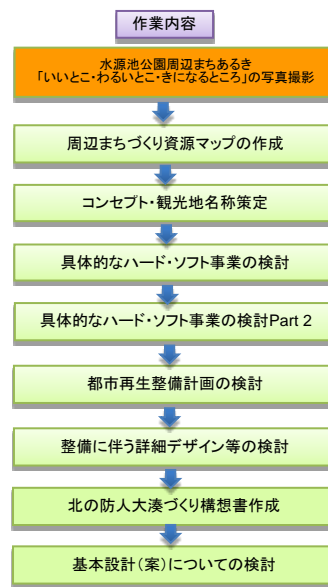 作業内容
水源池公園周辺まちあるき
「いいとこ・わるいとこ・きになるところ」の写真撮影
周辺まちづくり資源マップの作成
コンセプト・観光地名称策定
具体的なハード・ソフト事業の検討
具体的なハード・ソフト事業の検討Part 2
都市再生整備計画の検討
整備に伴う詳細デザイン等の検討
北の防人大湊づくり構想書作成
基本設計(案)についての検討